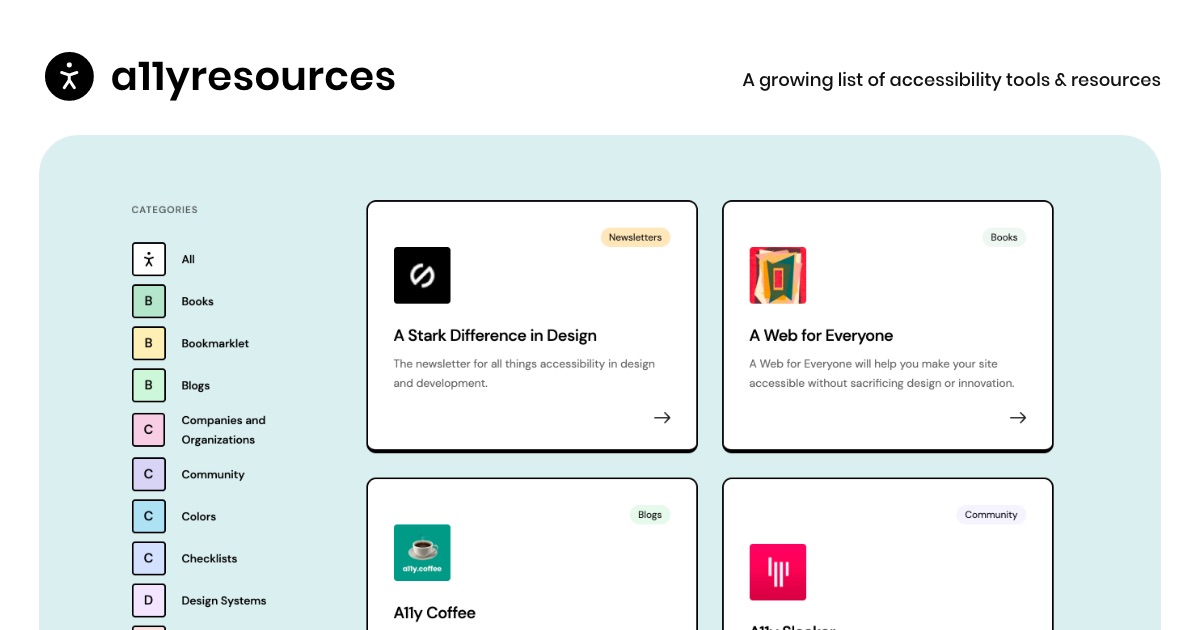 a11yresources
A growing list of accessibility tools & resources
CATEGORIES
All
B
Books
B
Bookmarklet
B
Blogs
C
Companies and
Organizations
C
Community
C
Colors
C
Checklists
D
Design Systems
Newsletters
A Stark Difference in Design
The newsletter for all things accessibility in design
and development.
Books
A Web for Everyone
A Web for Everyone will help you make your site
accessible without sacrificing design or innovation.
Blogs
a11y.coffee
A11y Coffee
Community